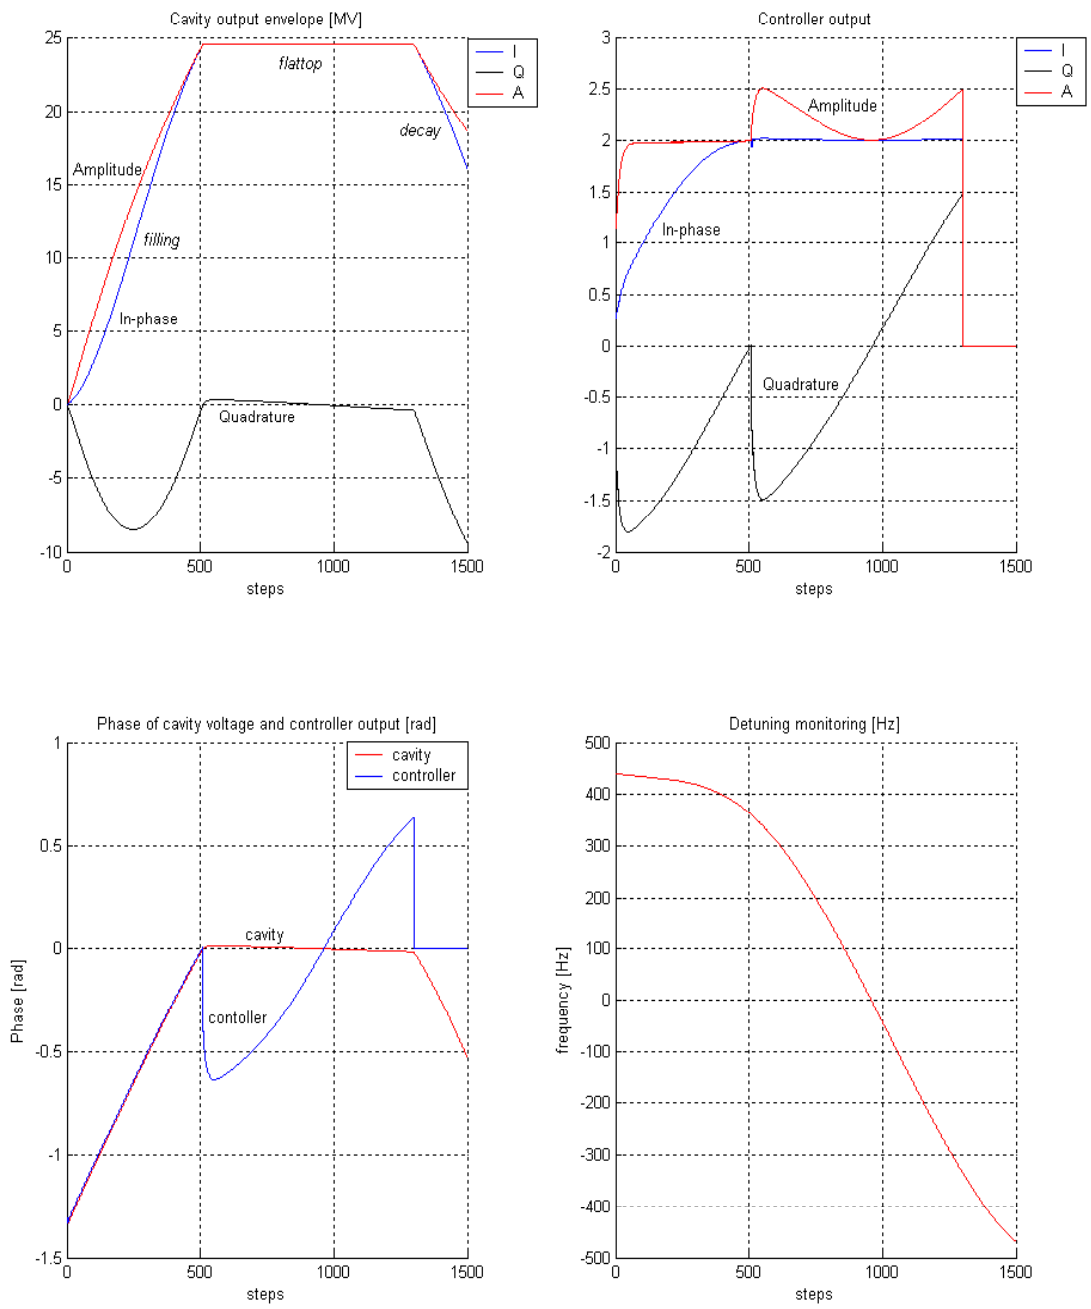 Cavity output envelope [MV]
25
20
15
10
5
0
-5
-10
0
500
1000
1500
steps
I
Q
A
flattop
decay
Amplitude
filling
In-phase
Quadrature
Controller output
3
2.5
2
1.5
1
0.5
0
-0.5
-1
-1.5
-2
0
500
1000
1500
steps
I
Q
A
Amplitude
In-phase
Quadrature
Phase of cavity voltage and controller output [rad]
Phase [rad]
1
0.5
0
-0.5
-1
-1.5
0
500
1000
1500
steps
cavity
controller
cavity
contoller
Detuning monitoring [Hz]
frequency [Hz]
500
400
300
200
100
0
-100
-200
-300
-400
-500
0
500
1000
1500
steps